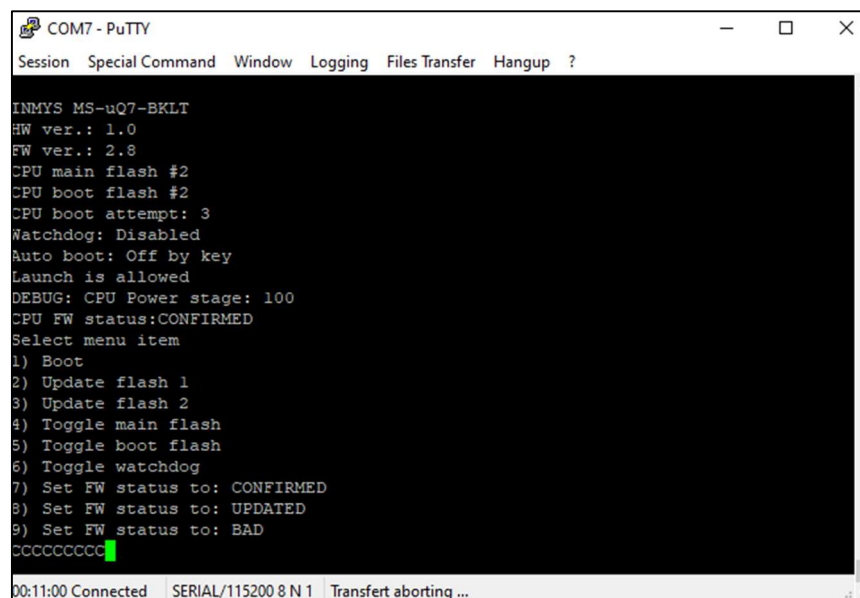 COM7 - PuTTY
Session Special Command Window Logging Files Transfer Hangup ?
INMYS MS-uQ7-BKLT
HW ver.: 1.0
FW ver.: 2.8
CPU main flash #2
CPU boot flash #2
CPU boot attempt: 3
Watchdog: Disabled
Auto boot: Off by key
Launch is allowed
DEBUG: CPU Power stage: 100
CPU FW status:CONFIRMED
Select menu item
1) Boot
2) Update flash 1
3) Update flash 2
4) Toggle main flash
5) Toggle boot flash
6) Toggle watchdog
7) Set FW status to: CONFIRMED
8) Set FW status to: UPDATED
9) Set FW status to: BAD
CCCCCCCCC
00:11:00 Connected SERIAL/115200 8 N 1 Transfert aborting ...